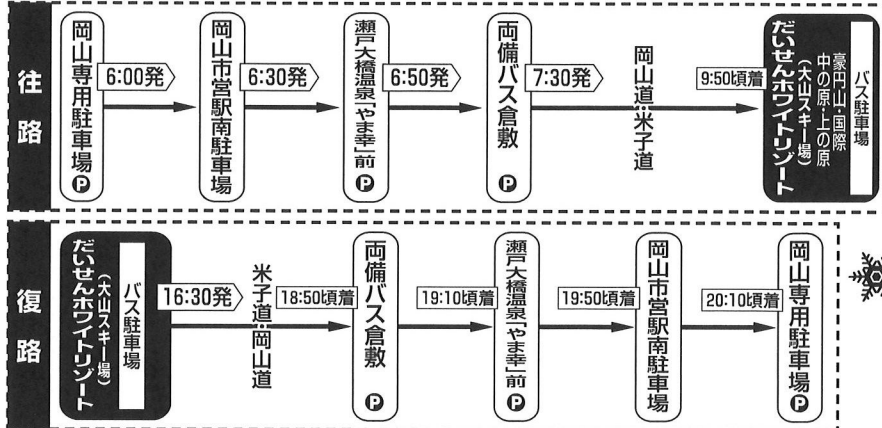 往路
岡山専用駐車場 P
6:00発
岡山市営駅南駐車場
6:30発
瀬戸大橋温泉「やま幸」前 P
6:50発
両備バス倉敷 P
7:30発
岡山道・米子道
9:50頃着
バス駐車場
豪円山・国際
中の原・上の原
(大山スキー場)
だいせんホワイトリゾート
復路
バス駐車場
(大山スキー場)
だいせんホワイトリゾート
16:30発
米子道・岡山道
18:50頃着
両備バス倉敷 P
19:10頃着
瀬戸大橋温泉「やま幸」前 P
19:50頃着
岡山市営駅南駐車場
20:10頃着
岡山専用駐車場 P